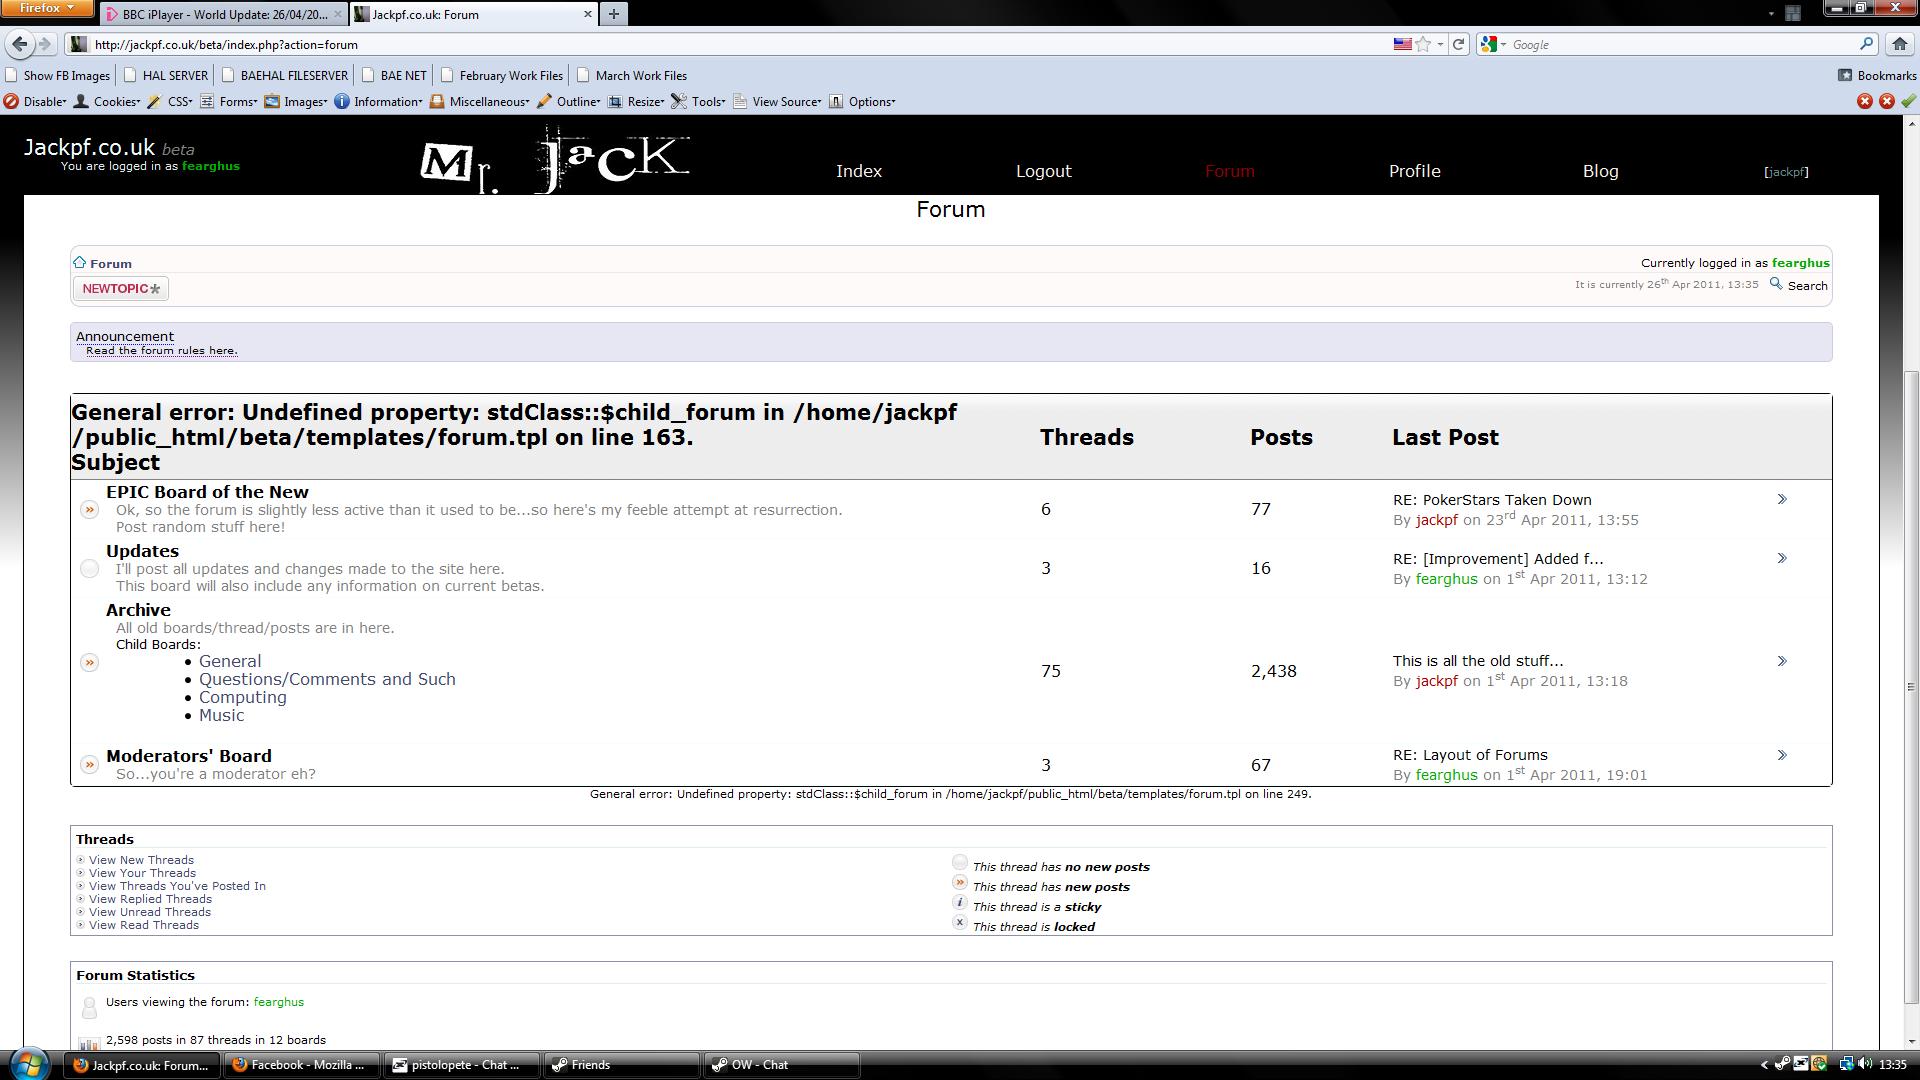 Firefox
BBC iPlayer - World Update: 26/04/20...
Jackpf.co.uk: Forum
http://jackpf.co.uk/beta/index.php?action=forum
Google
Show FB Images
HAL SERVER
BAEHAL FILESERVER
BAE NET
February Work Files
March Work Files
Bookmarks
Disable
Cookies
CSS
Forms
Images
Information
Miscellaneous
Outline
Resize
Tools
View Source
Options
Jackpf.co.uk beta
You are logged in as fearghus
Mr. JacK
Index
Logout
Forum
Profile
Blog
[jackpf]
Forum
Forum
Currently logged in as fearghus
NEWTOPIC*
It is currently 26th Apr 2011, 13:35
Search
Announcement
Read the forum rules here.
General error: Undefined property: stdClass::$child_forum in /home/jackpf
/public_html/beta/templates/forum.tpl on line 163.
Subject
Threads
Posts
Last Post
EPIC Board of the New
Ok, so the forum is slightly less active than it used to be...so here's my feeble attempt at resurrection.
Post random stuff here!
6
77
RE: PokerStars Taken Down
By jackpf on 23rd Apr 2011, 13:55
Updates
I'll post all updates and changes made to the site here.
This board will also include any information on current betas.
3
16
RE: [Improvement] Added f...
By fearghus on 1st Apr 2011, 13:12
Archive
All old boards/thread/posts are in here.
Child Boards:
General
Questions/Comments and Such
Computing
Music
75
2,438
This is all the old stuff...
By jackpf on 1st Apr 2011, 13:18
Moderators' Board
So...you're a moderator eh?
3
67
RE: Layout of Forums
By fearghus on 1st Apr 2011, 19:01
General error: Undefined property: stdClass::$child_forum in /home/jackpf/public_html/beta/templates/forum.tpl on line 249.
Threads
View New Threads
View Your Threads
View Threads You've Posted In
View Replied Threads
View Unread Threads
View Read Threads
This thread has no new posts
This thread has new posts
This thread is a sticky
This thread is locked
Forum Statistics
Users viewing the forum: fearghus
2,598 posts in 87 threads in 12 boards
Jackpf.co.uk: Forum...
Facebook - Mozilla ...
pistolopete - Chat ...
Friends
OW - Chat
13:35